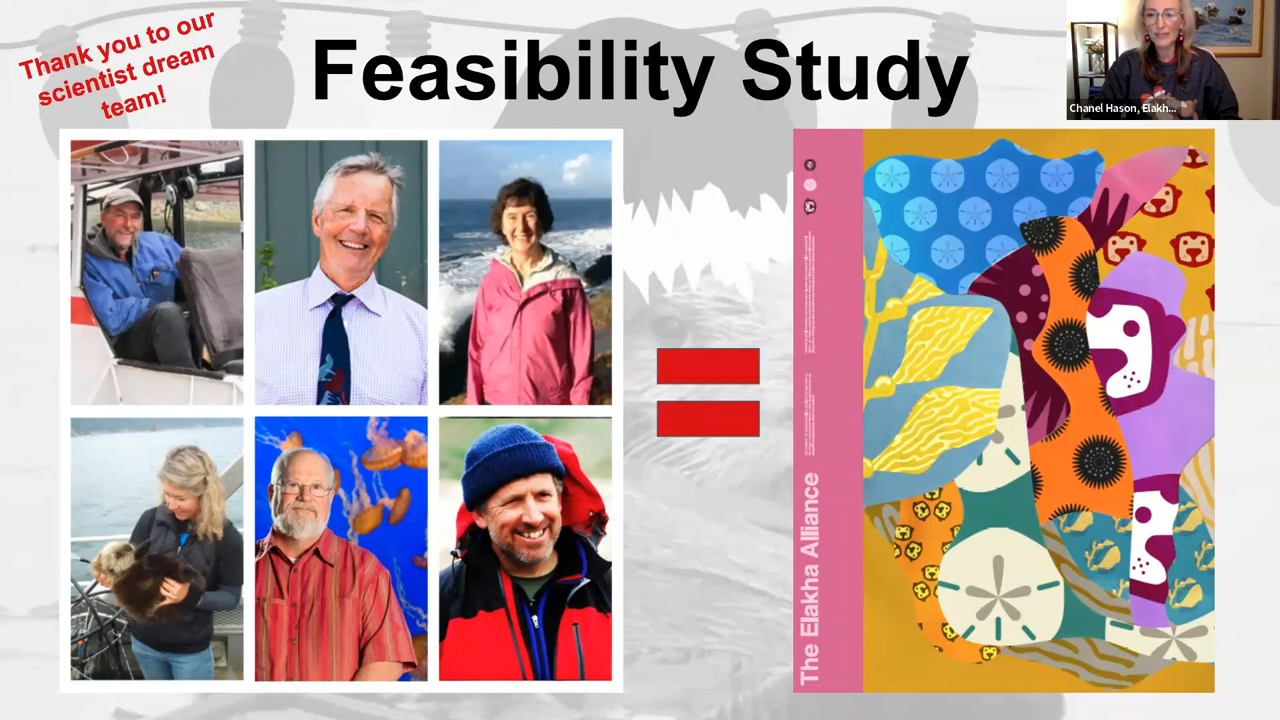 Thank you to our
scientist dream
team!
Feasibility Study
Chanel Hason, Elakh...
The Elakha Alliance